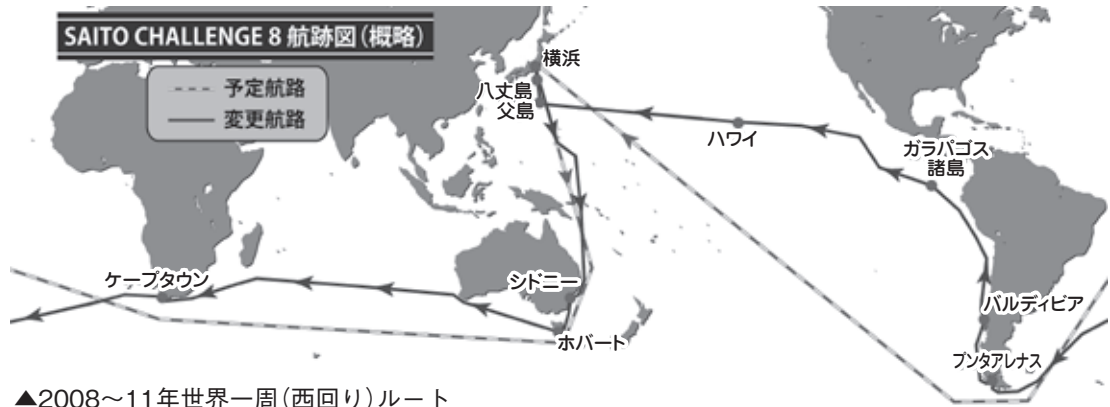 SAITO CHALLENGE 8 航跡図(概略)
予定航路
変更航路
横浜
八丈島
父島
ハワイ
ガラパゴス
諸島
ケープタウン
シドニー
バルディビア
ホバート
プンタアレナス
▲2008〜11年世界一周(西回り)ルート